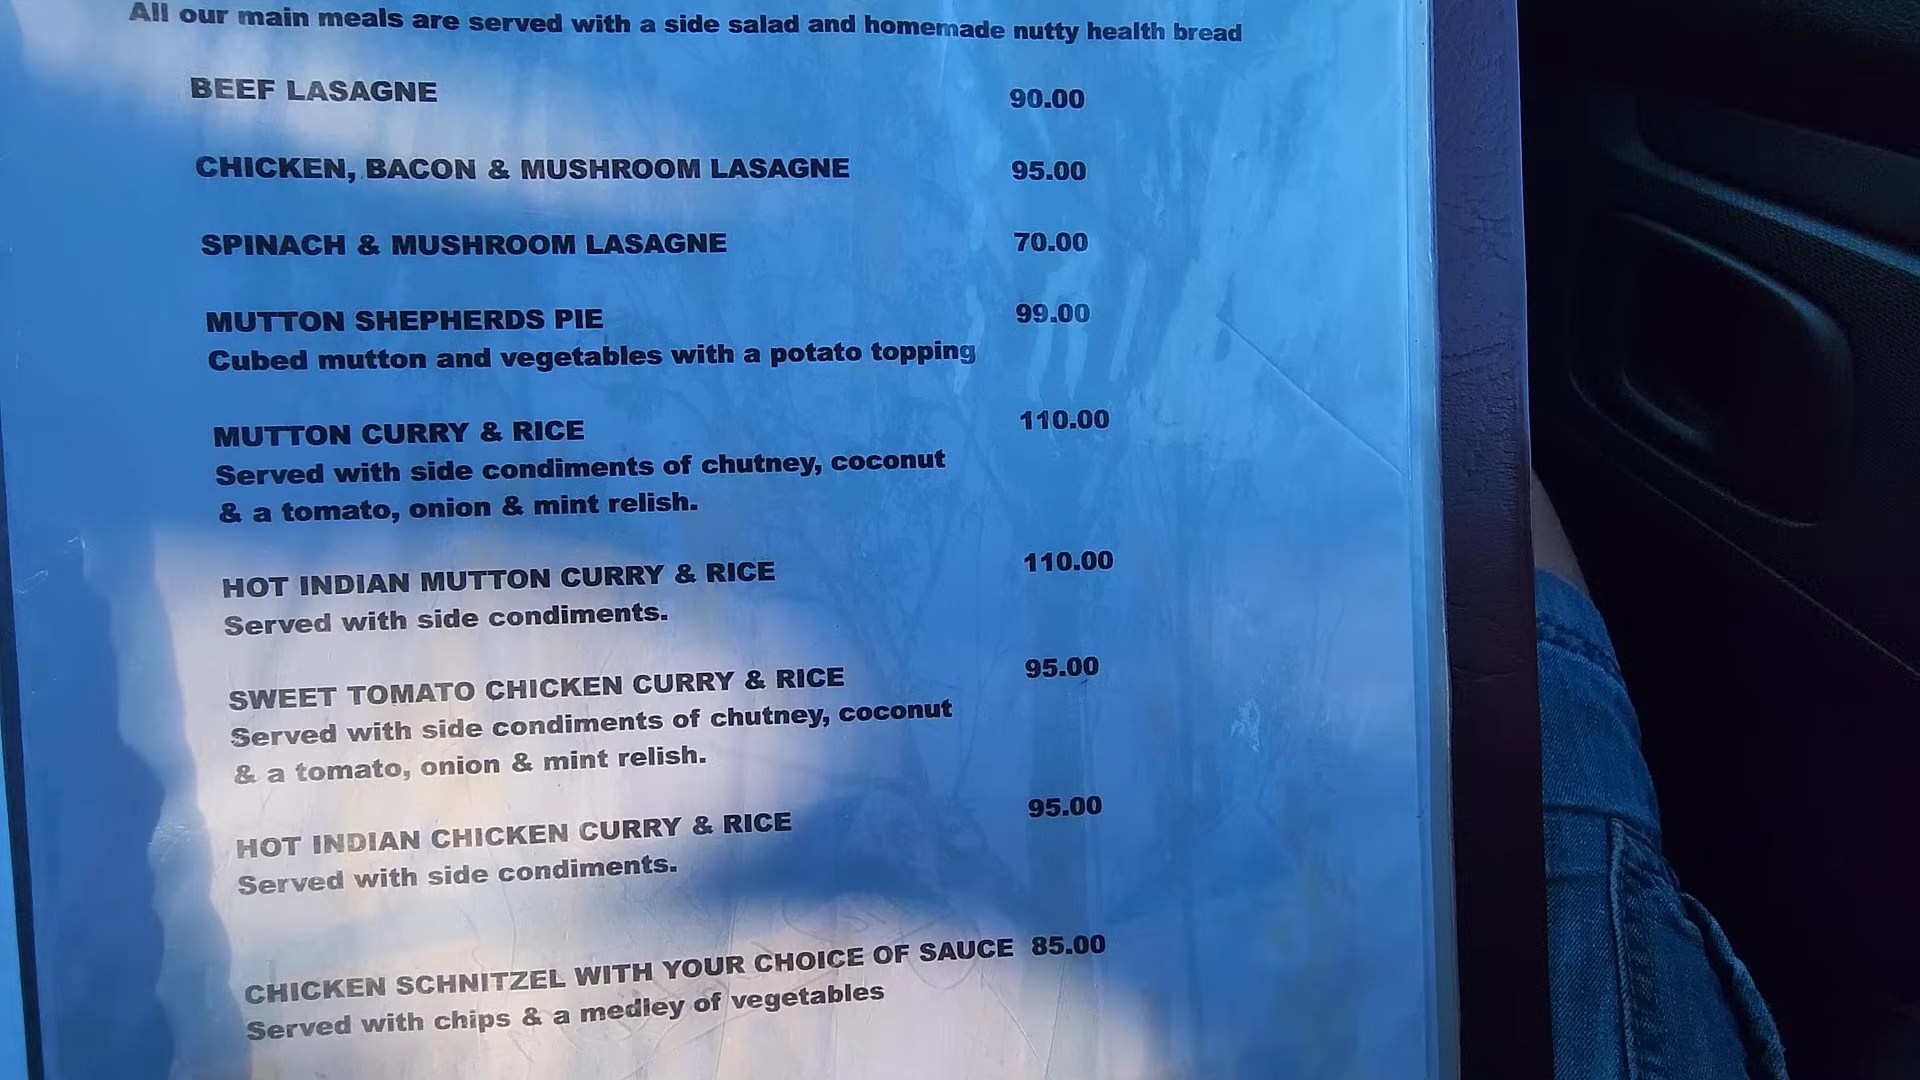 All our main meals are served with a side salad and homemade nutty health bread
BEEF LASAGNE 90.00
CHICKEN, BACON & MUSHROOM LASAGNE 95.00
SPINACH & MUSHROOM LASAGNE 70.00
MUTTON SHEPHERDS PIE 99.00
Cubed mutton and vegetables with a potato topping
MUTTON CURRY & RICE 110.00
Served with side condiments of chutney, coconut
& a tomato, onion & mint relish.
HOT INDIAN MUTTON CURRY & RICE 110.00
Served with side condiments.
SWEET TOMATO CHICKEN CURRY & RICE 95.00
Served with side condiments of chutney, coconut
& a tomato, onion & mint relish.
HOT INDIAN CHICKEN CURRY & RICE 95.00
Served with side condiments.
CHICKEN SCHNITZEL WITH YOUR CHOICE OF SAUCE 85.00
Served with chips & a medley of vegetables